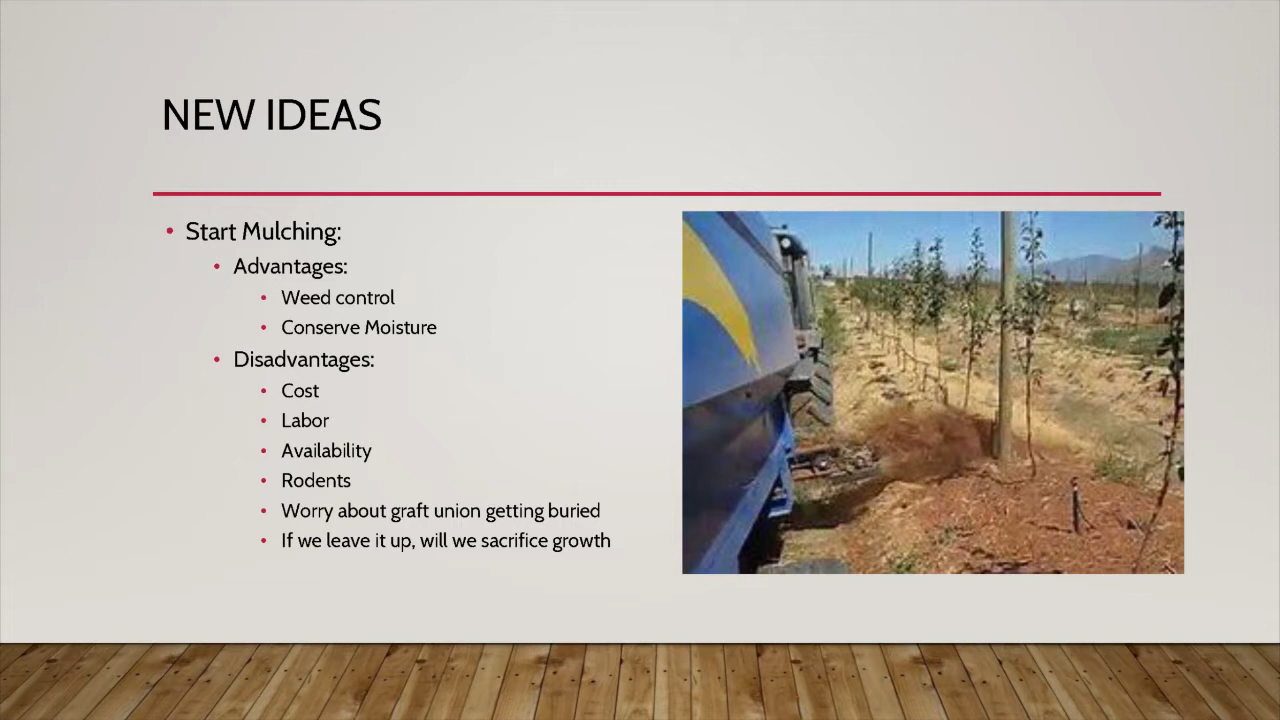 NEW IDEAS
• Start Mulching:
• Advantages:
• Weed control
• Conserve Moisture
• Disadvantages:
• Cost
• Labor
• Availability
• Rodents
• Worry about graft union getting buried
• If we leave it up, will we sacrifice growth